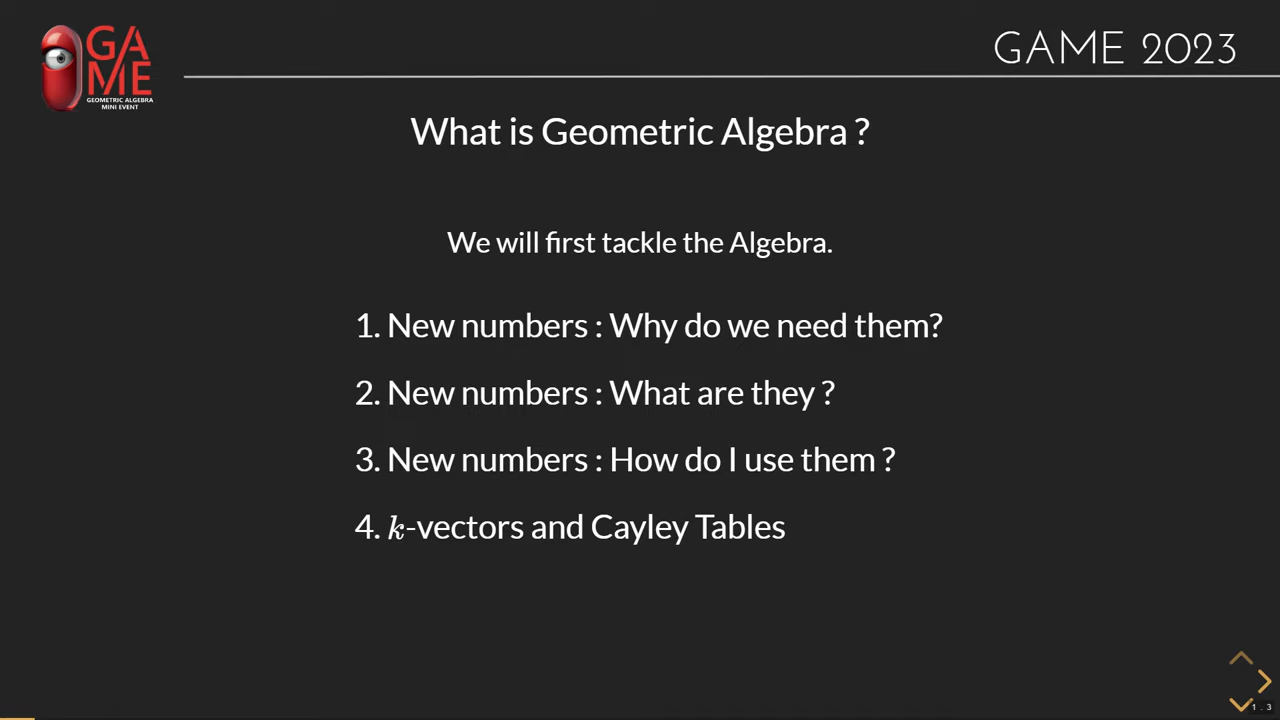 GA
ME
GEOMETRIC ALGEBRA
MINI EVENT
GAME 2023
What is Geometric Algebra ?
We will first tackle the Algebra.
1. New numbers : Why do we need them?
2. New numbers : What are they ?
3. New numbers : How do I use them ?
4. k-vectors and Cayley Tables
1 . 3